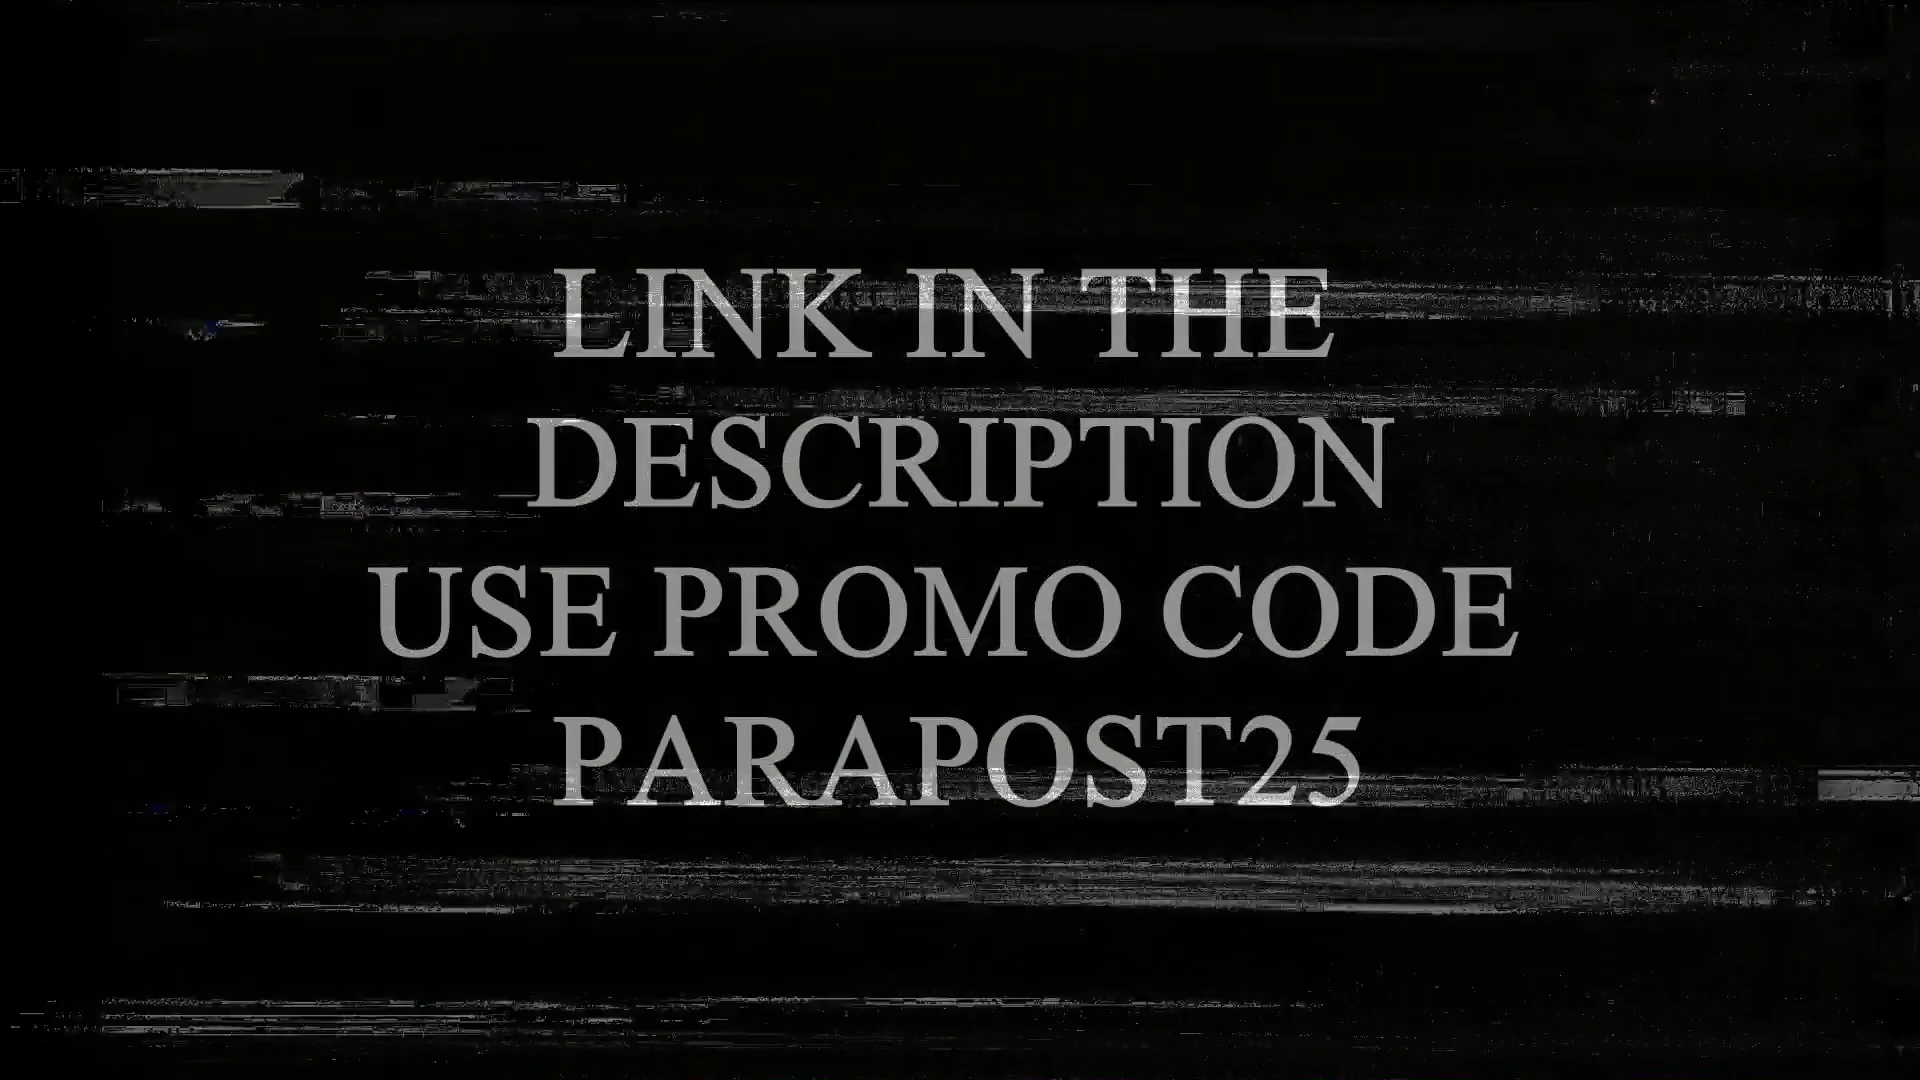 LINK IN THE
DESCRIPTION
USE PROMO CODE
PARAPOST25